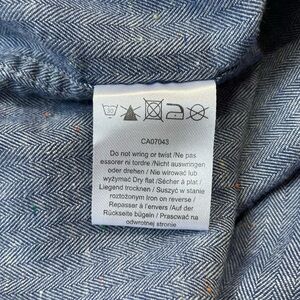 30
CA07043
Do not wring or twist /Ne pas
essorer ni tordre /Nicht auswringen
oder drehen / Nie wirować lub
wyżymać Dry flat /Sécher à plat /
Liegend trocknen / Suszyć w stanie
rozłożonym Iron on reverse /
Repasser à l'envers /Auf der
Rückseite bügeln / Prascwać na
odwrotnej stronie